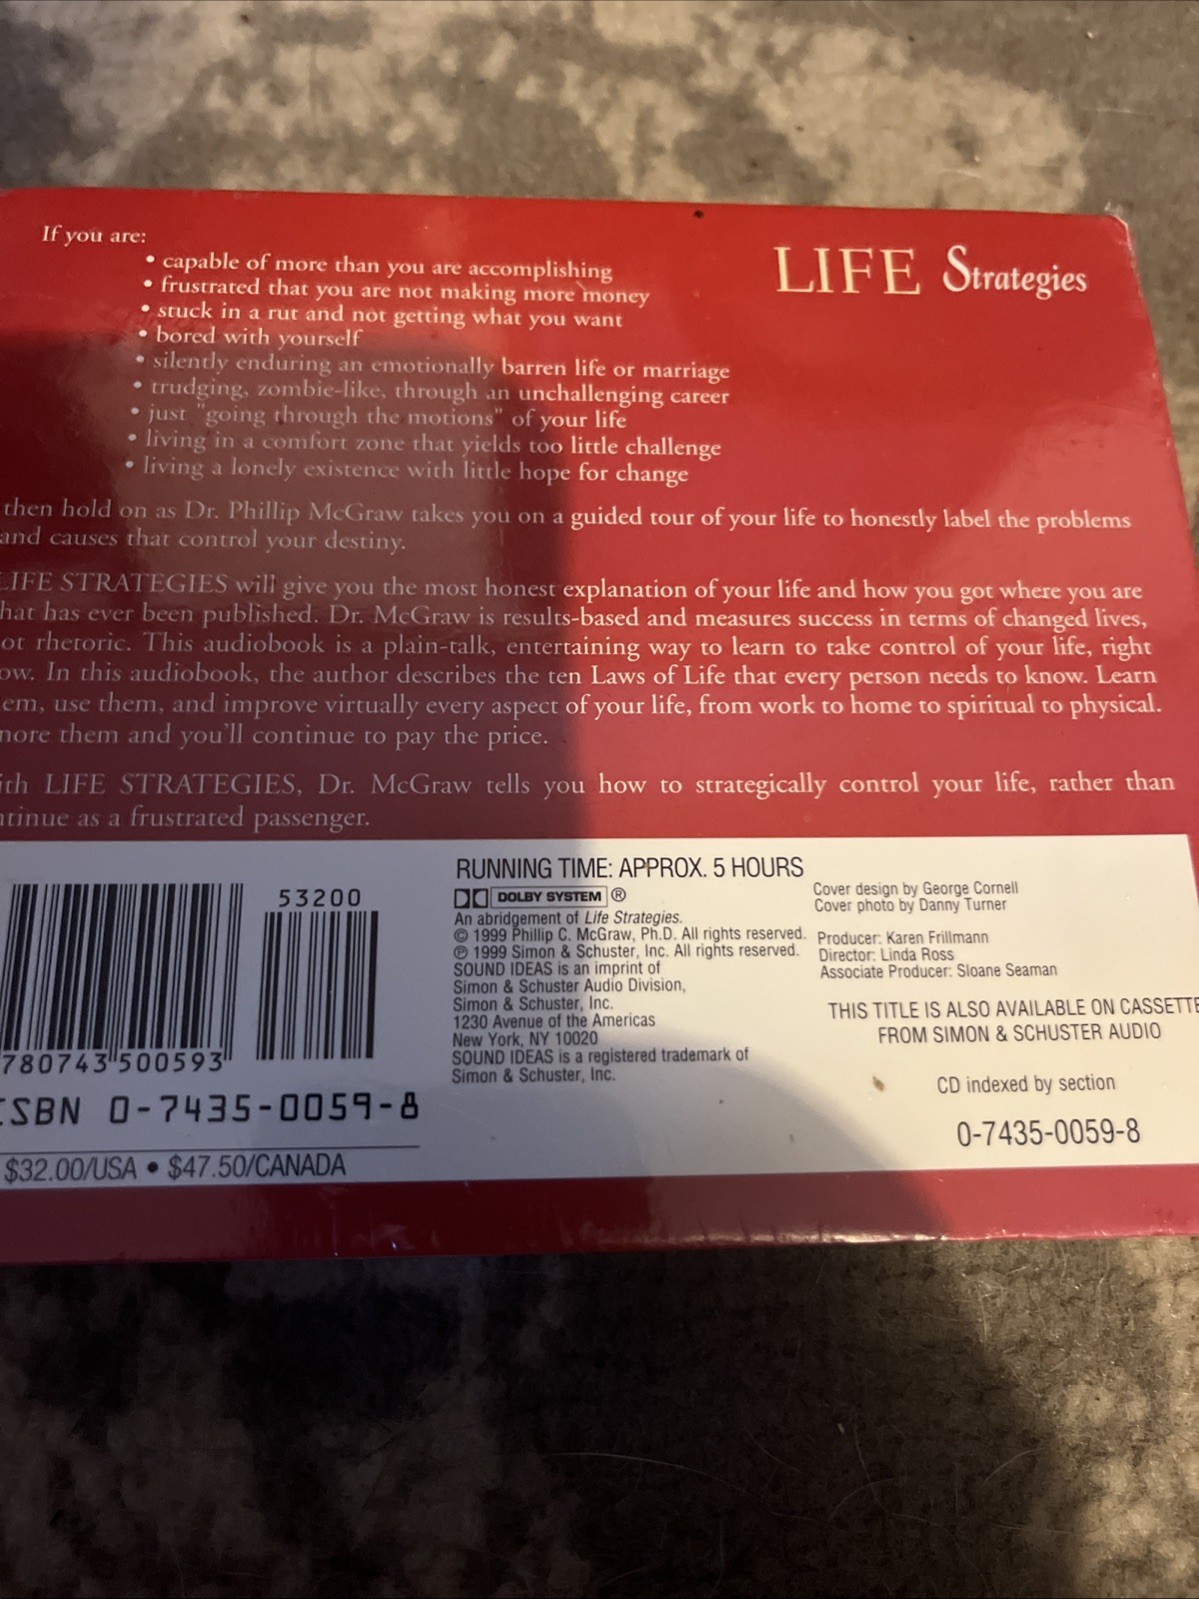 If you are:
• capable of more than you are accomplishing
• frustrated that you are not making more money
• stuck in a rut and not getting what you want
• bored with yourself
• silently enduring an emotionally barren life or marriage
• trudging, zombie-like, through an unchallenging career
• just "going through the motions" of your life
• living in a comfort zone that yields too little challenge
• living a lonely existence with little hope for change
LIFE Strategies
then hold on as Dr. Phillip McGraw takes you on a guided tour of your life to honestly label the problems
and causes that control your destiny.
LIFE STRATEGIES will give you the most honest explanation of your life and how you got where you are
hat has ever been published. Dr. McGraw is results-based and measures success in terms of changed lives,
ot rhetoric. This audiobook is a plain-talk, entertaining way to learn to take control of your life, right
ow. In this audiobook, the author describes the ten Laws of Life that every person needs to know. Learn
em, use them, and improve virtually every aspect of your life, from work to home to spiritual to physical.
nore them and you'll continue to pay the price.
ith LIFE STRATEGIES, Dr. McGraw tells you how to strategically control your life, rather than
ntinue as a frustrated passenger.
53200
780743 500593
ISBN 0-7435-0059-8
$32.00/USA • $47.50/CANADA
RUNNING TIME: APPROX. 5 HOURS
DOLBY SYSTEM ®
An abridgement of Life Strategies.
© 1999 Phillip C. McGraw, Ph.D. All rights reserved.
℗ 1999 Simon & Schuster, Inc. All rights reserved.
SOUND IDEAS is an imprint of
Simon & Schuster Audio Division,
Simon & Schuster, Inc.
1230 Avenue of the Americas
New York, NY 10020
SOUND IDEAS is a registered trademark of
Simon & Schuster, Inc.
Cover design by George Cornell
Cover photo by Danny Turner
Producer: Karen Frillmann
Director: Linda Ross
Associate Producer: Sloane Seaman
THIS TITLE IS ALSO AVAILABLE ON CASSETTE
FROM SIMON & SCHUSTER AUDIO
CD indexed by section
0-7435-0059-8